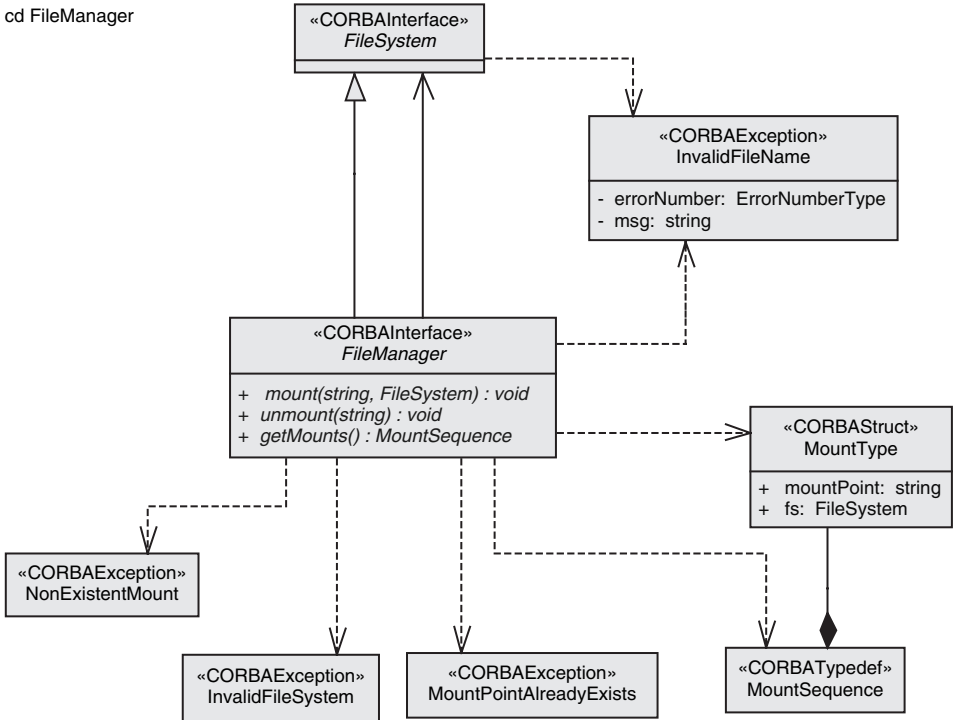 cd FileManager
«CORBAInterface»
FileSystem
«CORBAException»
InvalidFileName
- errorNumber: ErrorNumberType
- msg: string
«CORBAInterface»
FileManager
+ mount(string, FileSystem) : void
+ unmount(string) : void
+ getMounts() : MountSequence
«CORBAStruct»
MountType
+ mountPoint: string
+ fs: FileSystem
«CORBAException»
NonExistentMount
«CORBAException»
InvalidFileSystem
«CORBAException»
MountPointAlreadyExists
«CORBATypedef»
MountSequence